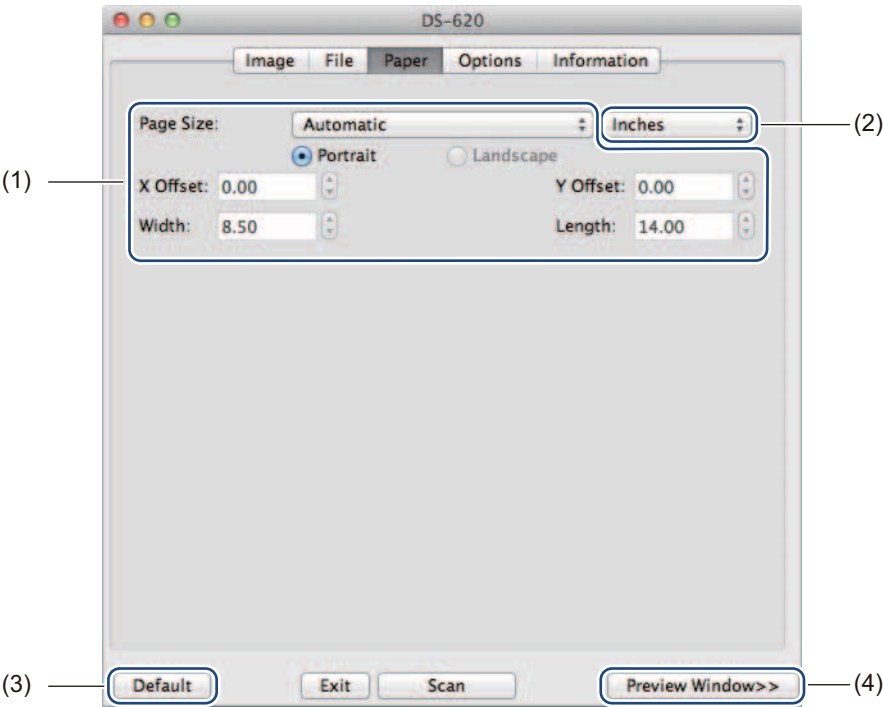 DS-620
Image File Paper Options Information
Page Size: Automatic Inches (2)
Portrait Landscape
(1) X Offset: 0.00 Y Offset: 0.00
Width: 8.50 Length: 14.00
(3) Default Exit Scan Preview Window>> (4)